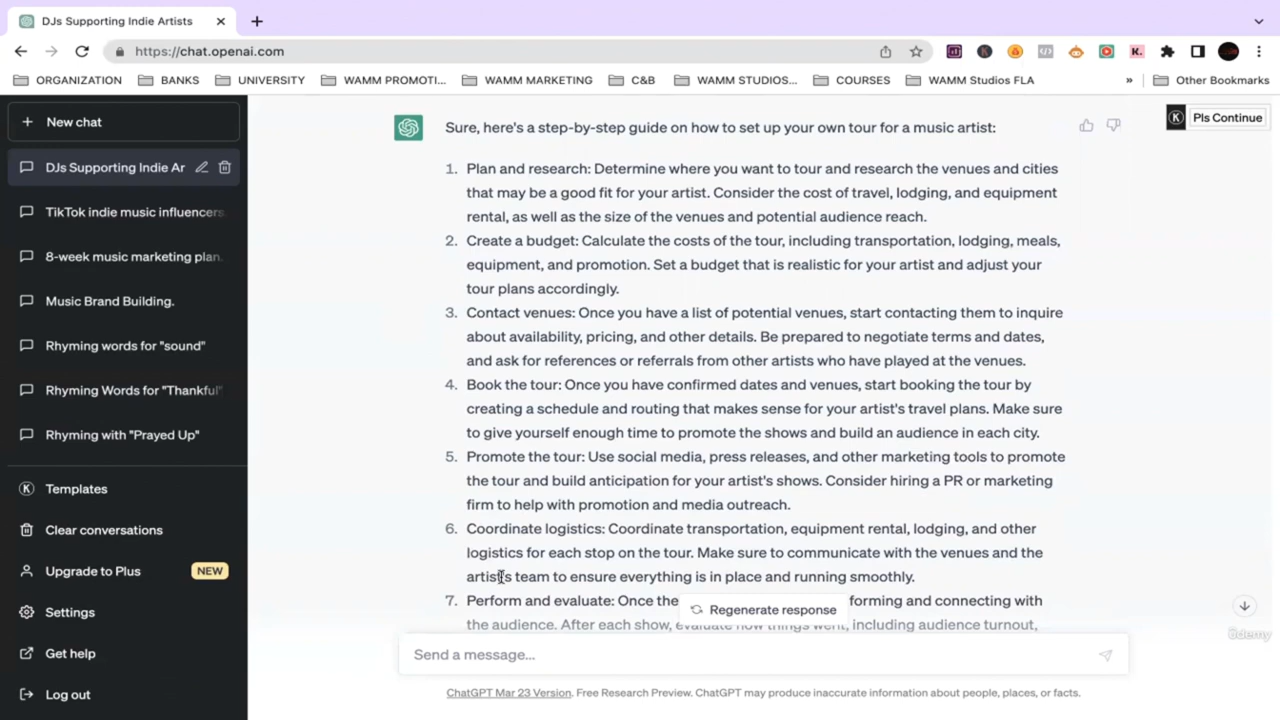 DJs Supporting Indie Artists
https://chat.openai.com
ORGANIZATION BANKS UNIVERSITY WAMM PROMOTI... WAMM MARKETING C&B WAMM STUDIOS... COURSES WAMM Studios FLA » Other Bookmarks
New chat
DJs Supporting Indie Ar
TikTok indie music influencers.
8-week music marketing plan.
Music Brand Building.
Rhyming words for "sound"
Rhyming Words for "Thankful"
Rhyming with "Prayed Up"
Templates
Clear conversations
Upgrade to Plus NEW
Settings
Get help
Log out
K Pls Continue
Sure, here's a step-by-step guide on how to set up your own tour for a music artist:
1. Plan and research: Determine where you want to tour and research the venues and cities
that may be a good fit for your artist. Consider the cost of travel, lodging, and equipment
rental, as well as the size of the venues and potential audience reach.
2. Create a budget: Calculate the costs of the tour, including transportation, lodging, meals,
equipment, and promotion. Set a budget that is realistic for your artist and adjust your
tour plans accordingly.
3. Contact venues: Once you have a list of potential venues, start contacting them to inquire
about availability, pricing, and other details. Be prepared to negotiate terms and dates,
and ask for references or referrals from other artists who have played at the venues.
4. Book the tour: Once you have confirmed dates and venues, start booking the tour by
creating a schedule and routing that makes sense for your artist's travel plans. Make sure
to give yourself enough time to promote the shows and build an audience in each city.
5. Promote the tour: Use social media, press releases, and other marketing tools to promote
the tour and build anticipation for your artist's shows. Consider hiring a PR or marketing
firm to help with promotion and media outreach.
6. Coordinate logistics: Coordinate transportation, equipment rental, lodging, and other
logistics for each stop on the tour. Make sure to communicate with the venues and the
artist's team to ensure everything is in place and running smoothly.
7. Perform and evaluate: Once the forming and connecting with
the audience. After each show, evaluate how things went, including audience turnout,
Regenerate response
Send a message...
ChatGPT Mar 23 Version. Free Research Preview. ChatGPT may produce inaccurate information about people, places, or facts.
ûdemy